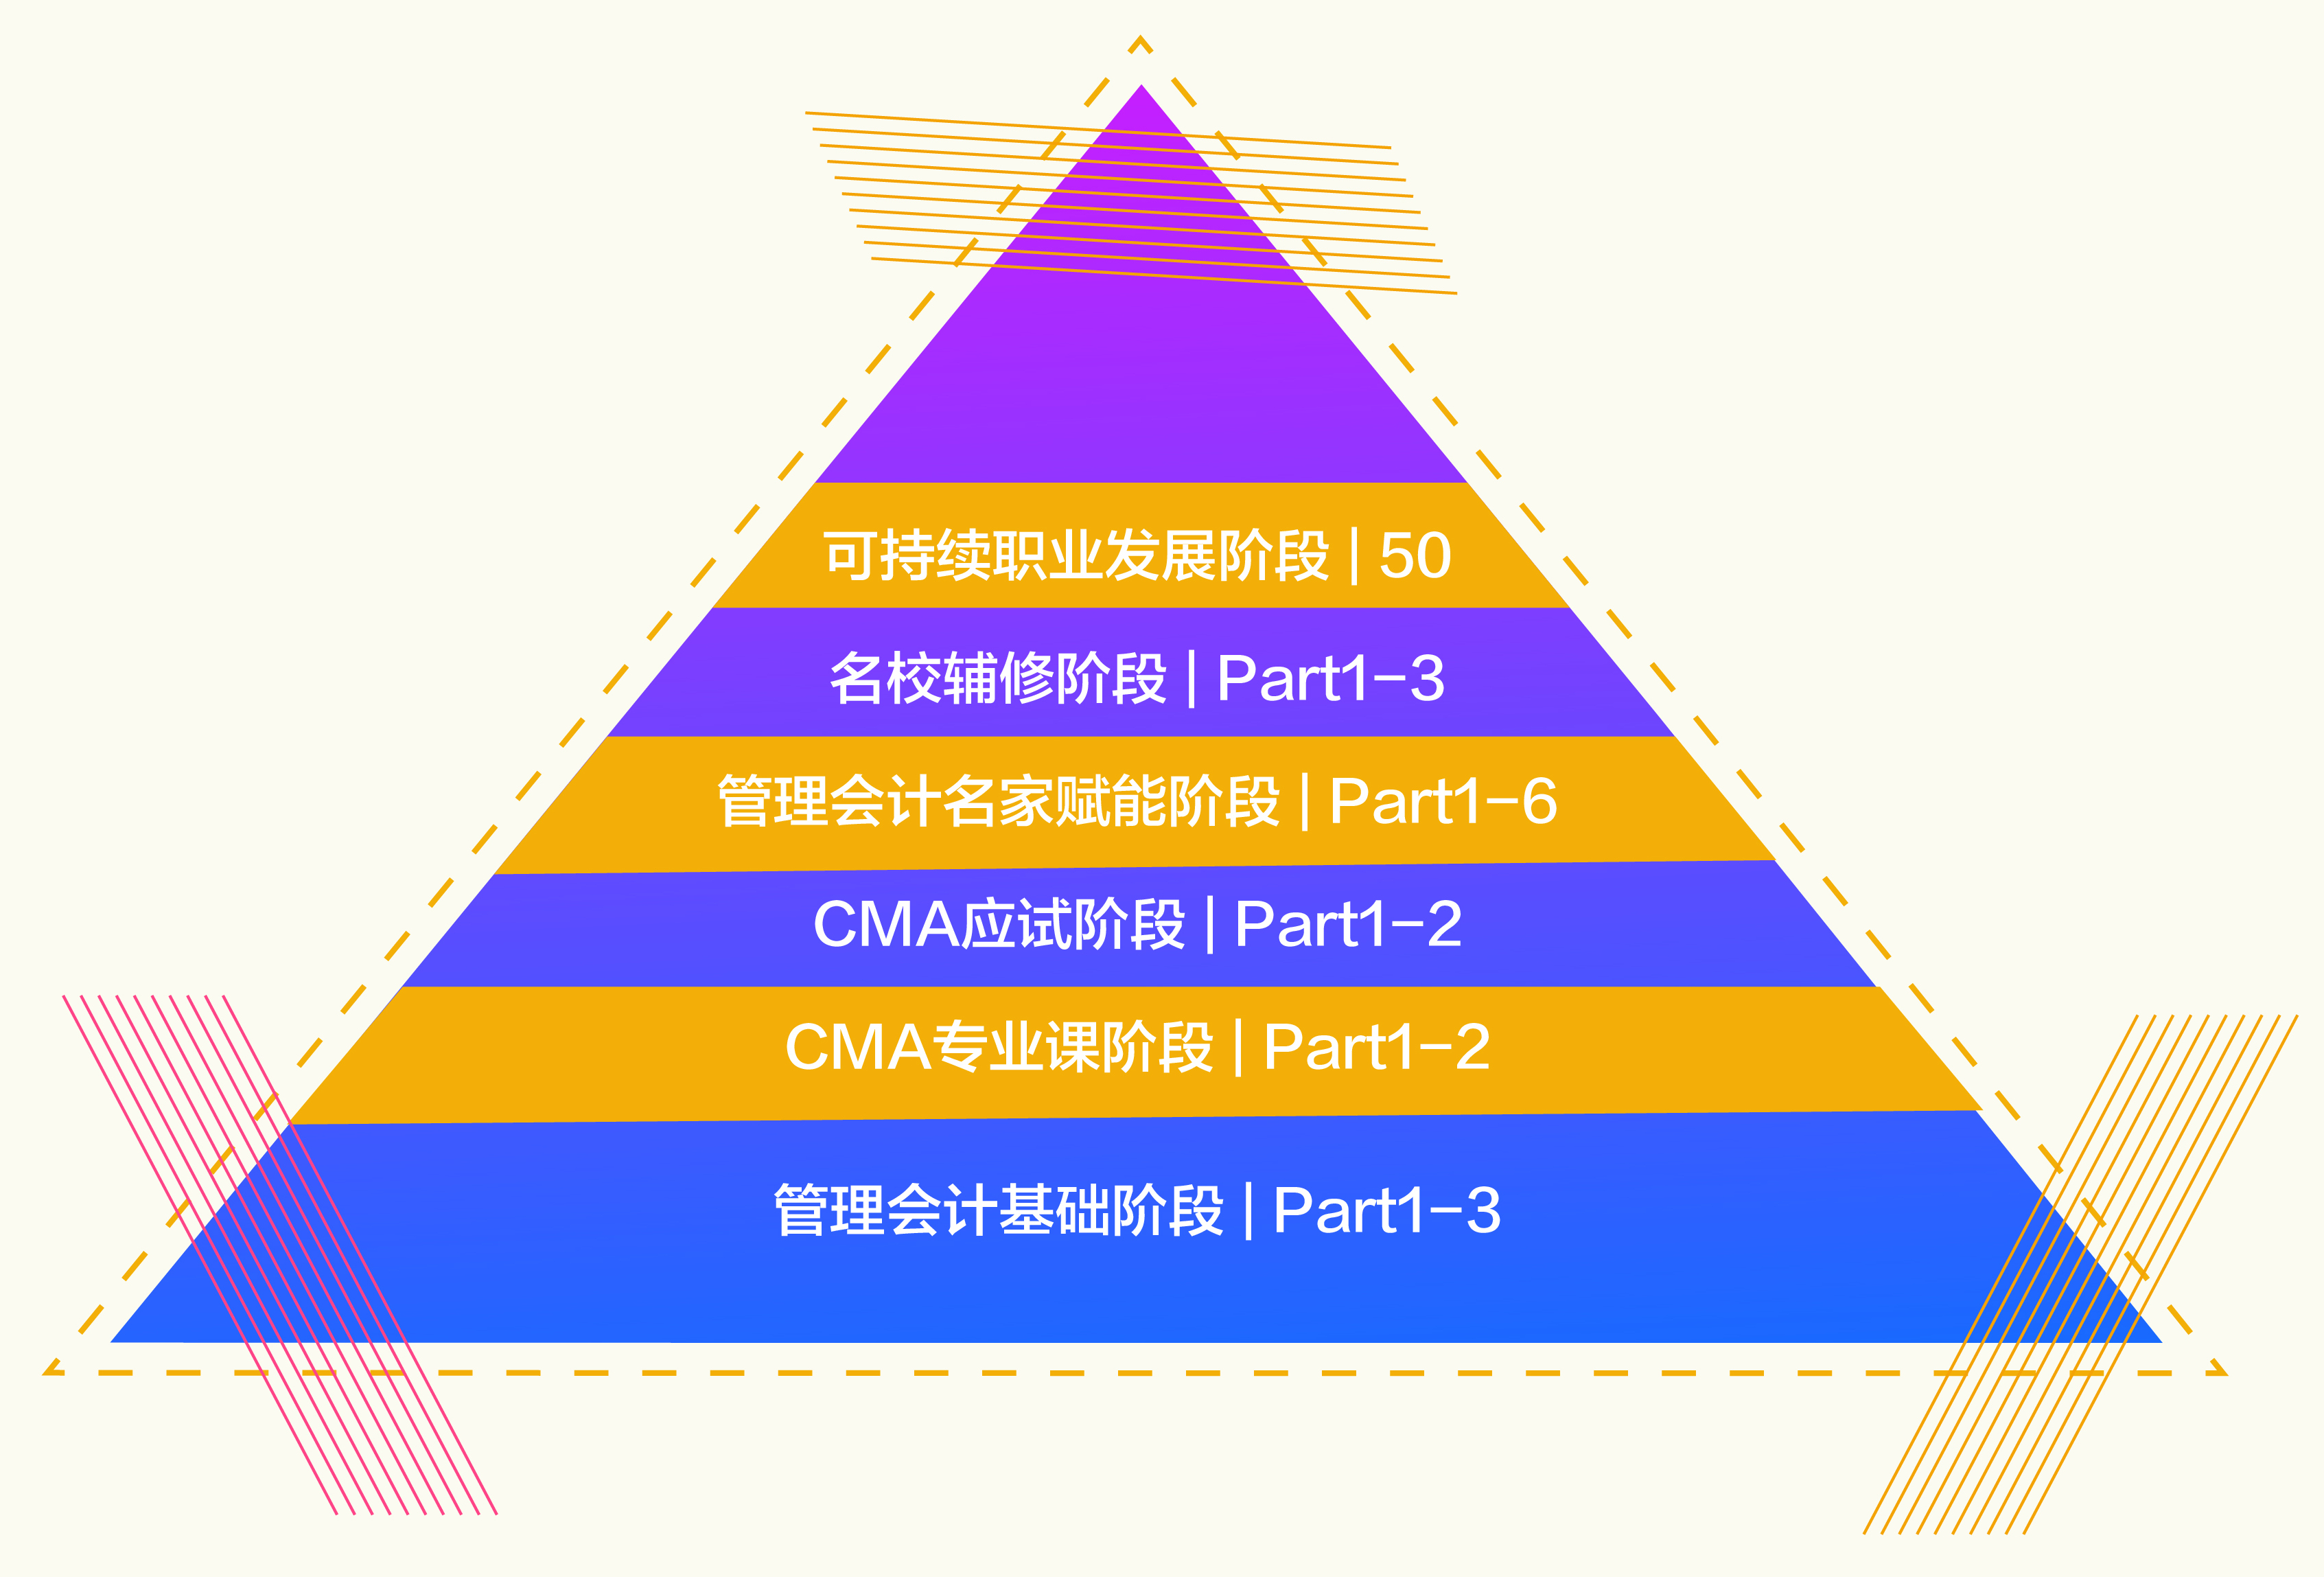 可持续职业发展阶段 | 50
名校辅修阶段 | Part1-3
管理会计名家赋能阶段 | Part1-6
CMA应试阶段 | Part1-2
CMA专业课阶段 | Part1-2
管理会计基础阶段 | Part1-3